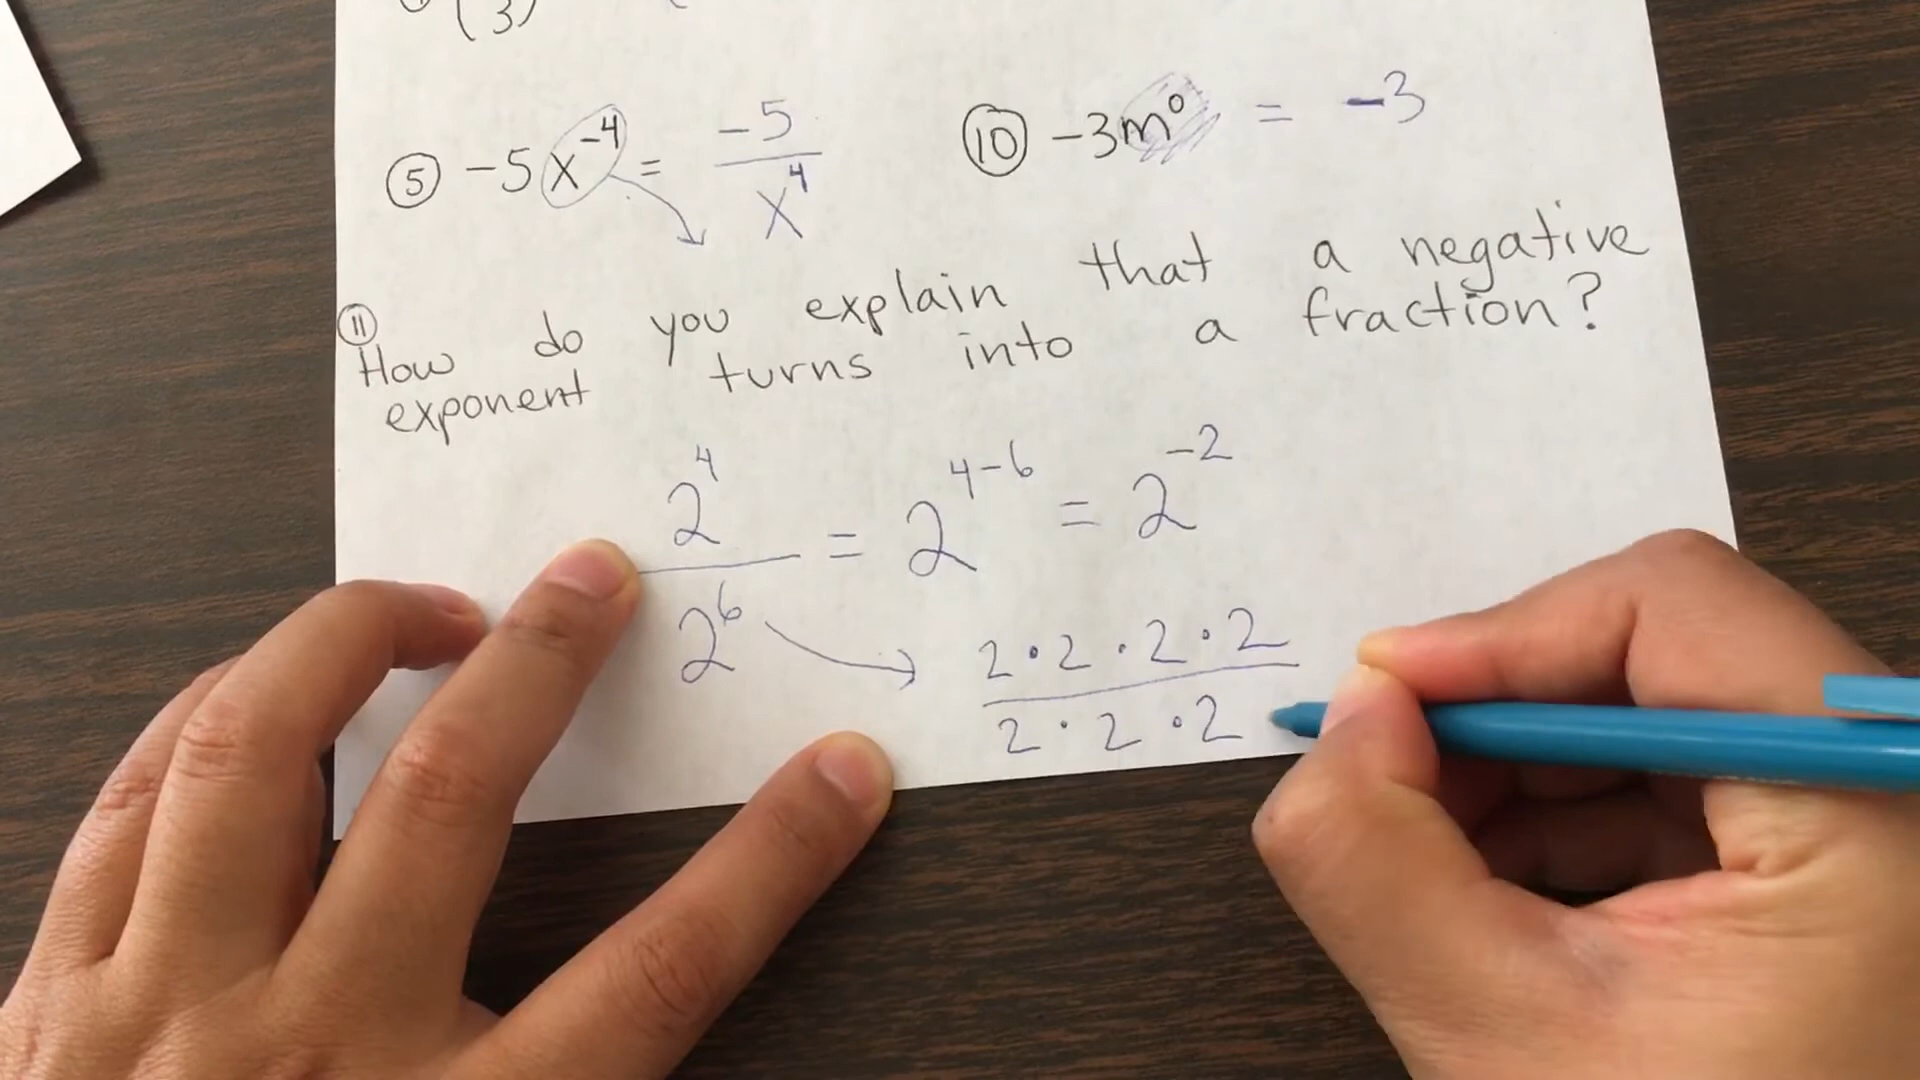 (3)
⑤ -5x⁻⁴ = -5/x⁴
⑩ -3m⁰ = -3
⑪ How do you explain that a negative
exponent turns into a fraction?
2⁴/2⁶ = 2⁴⁻⁶ = 2⁻²
2·2·2·2
2·2·2